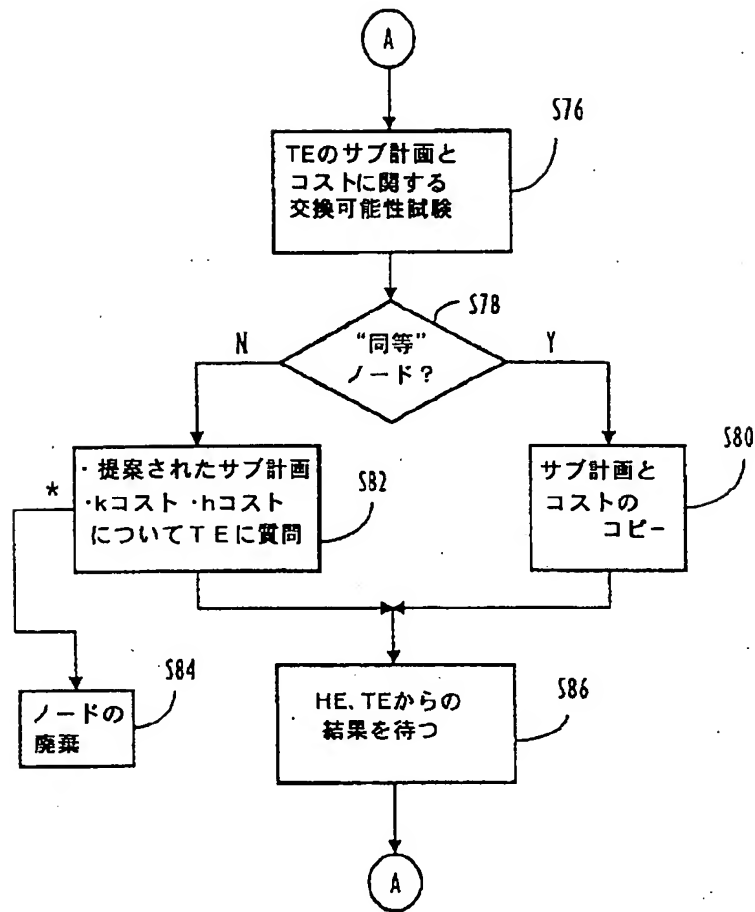 A
S76
TEのサブ計画と
コストに関する
交換可能性試験
S78
“同等”
ノード？
N
Y
S80
サブ計画と
コストの
コピー
*
・提案されたサブ計画
・kコスト・hコスト
についてTEに質問
S82
S84
ノードの
廃棄
S86
HE、TEからの
結果を待つ
A